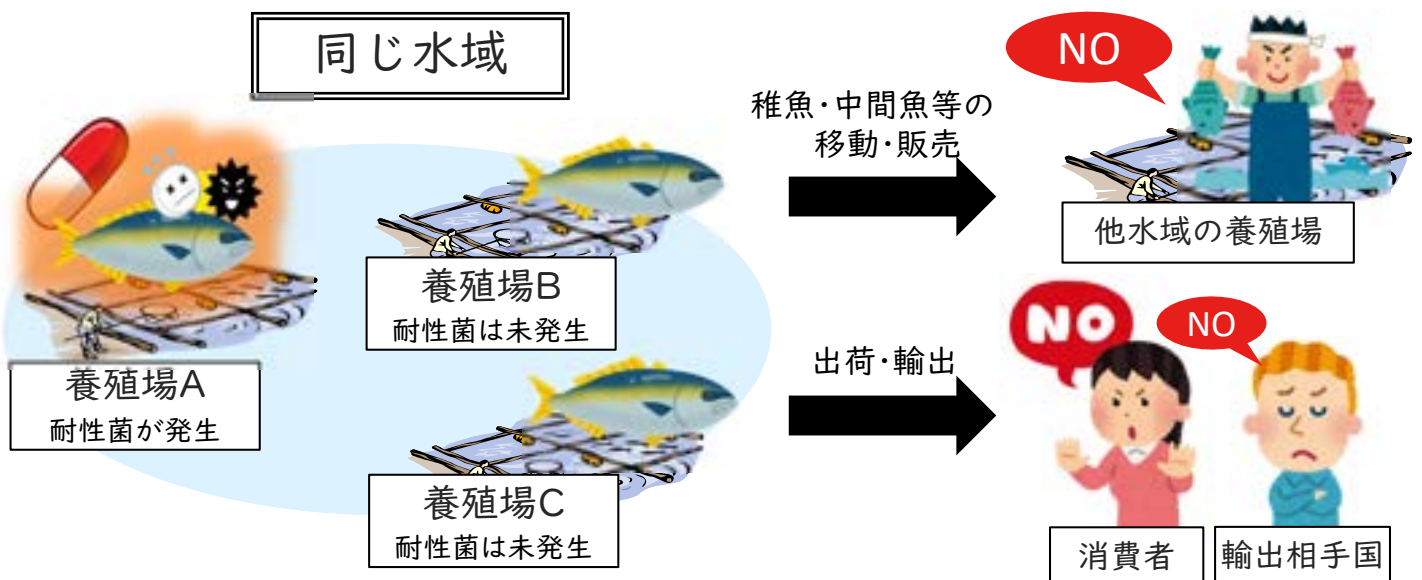 同じ水域
養殖場A
耐性菌が発生
養殖場B
耐性菌は未発生
養殖場C
耐性菌は未発生
稚魚・中間魚等の
移動・販売
NO
他水域の養殖場
出荷・輸出
NO
NO
消費者
輸出相手国